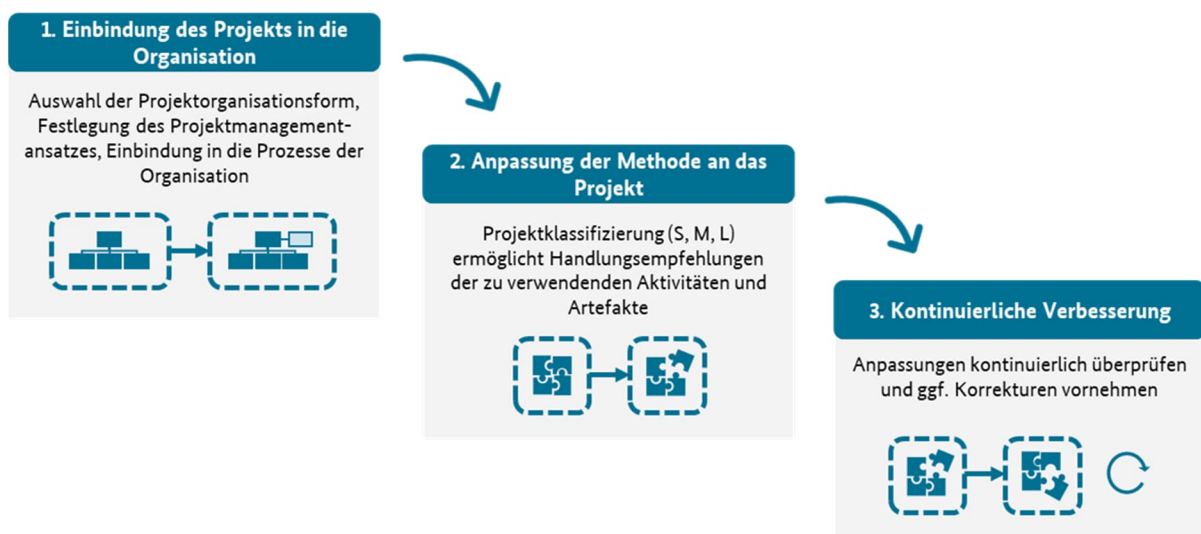 1. Einbindung des Projekts in die
Organisation
Auswahl der Projektorganisationsform,
Festlegung des Projektmanagement-
ansatzes, Einbindung in die Prozesse der
Organisation
2. Anpassung der Methode an das
Projekt
Projektklassifizierung (S, M, L)
ermöglicht Handlungsempfehlungen
der zu verwendenden Aktivitäten und
Artefakte
3. Kontinuierliche Verbesserung
Anpassungen kontinuierlich überprüfen
und ggf. Korrekturen vornehmen